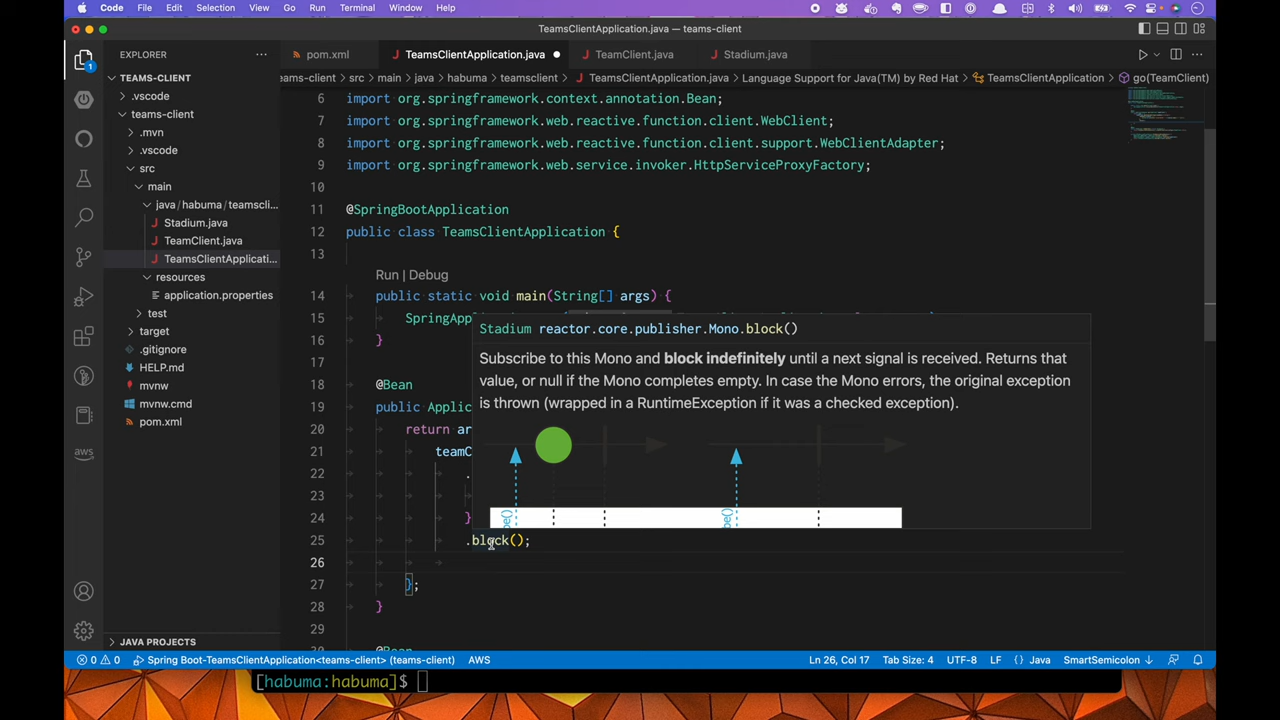 Code File Edit Selection View Go Run Terminal Window Help
TeamsClientApplication.java — teams-client
EXPLORER
pom.xml
TeamsClientApplication.java
TeamClient.java
Stadium.java
TEAMS-CLIENT
.vscode
teams-client
.mvn
.vscode
src
main
java/habuma/teamscli...
Stadium.java
TeamClient.java
TeamsClientApplicati...
resources
application.properties
test
target
.gitignore
HELP.md
mvnw
mvnw.cmd
pom.xml
JAVA PROJECTS
1
aws
eams-client > src > main > java > habuma > teamsclient > TeamsClientApplication.java > Language Support for Java(TM) by Red Hat > TeamsClientApplication > go(TeamClient)
6 import org.springframework.context.annotation.Bean;
7 import org.springframework.web.reactive.function.client.WebClient;
8 import org.springframework.web.reactive.function.client.support.WebClientAdapter;
9 import org.springframework.web.service.invoker.HttpServiceProxyFactory;
10
11 @SpringBootApplication
12 public class TeamsClientApplication {
13
Run | Debug
14 public static void main(String[] args) {
15 SpringApp
16 }
17
18 @Bean
19 public Applic
20 return ar
21 teamC
22 .
23
24 }
25 .block();
26
27 };
28 }
29
Stadium reactor.core.publisher.Mono.block()
Subscribe to this Mono and block indefinitely until a next signal is received. Returns that
value, or null if the Mono completes empty. In case the Mono errors, the original exception
is thrown (wrapped in a RuntimeException if it was a checked exception).
0 0 Spring Boot-TeamsClientApplication<teams-client> (teams-client) AWS Ln 26, Col 17 Tab Size: 4 UTF-8 LF {} Java SmartSemicolon
[habuma:habuma]$